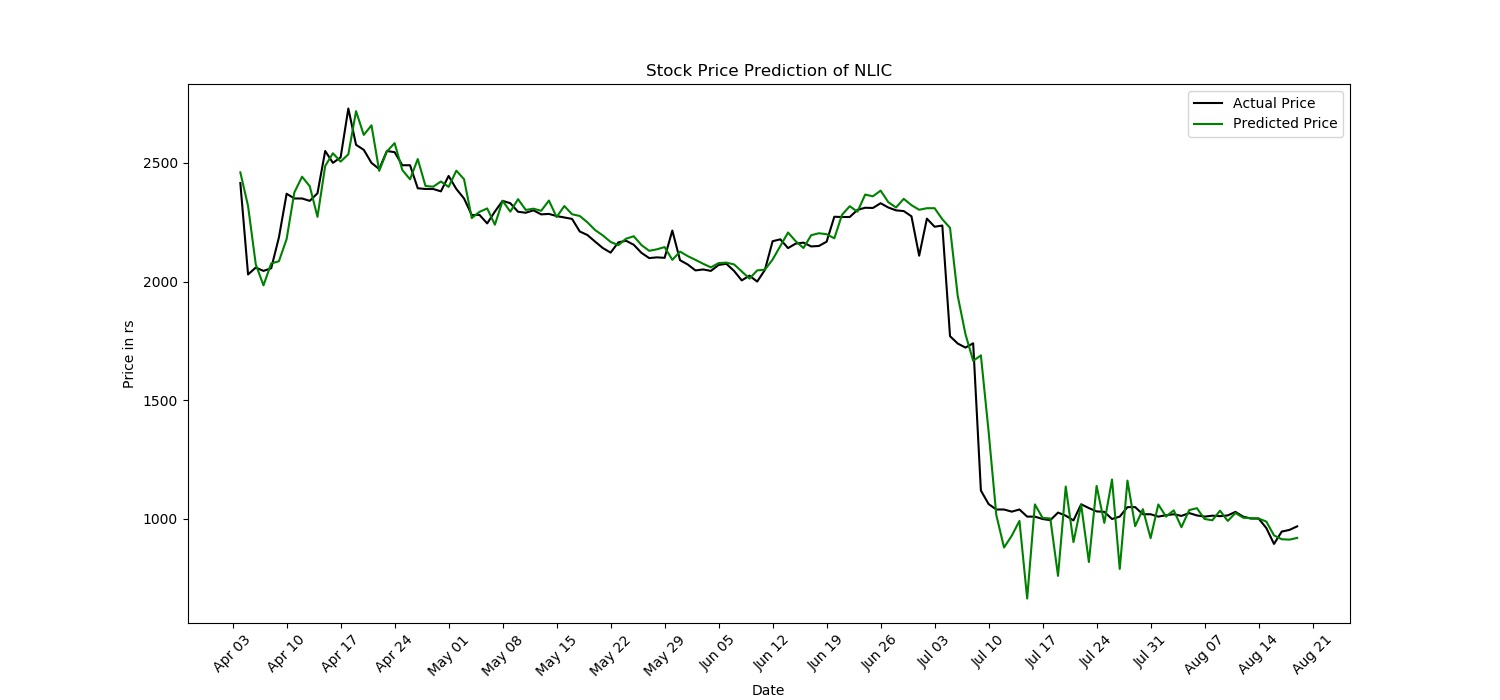 Stock Price Prediction of NLIC
Actual Price
Predicted Price
Price in rs
2500
2000
1500
1000
Apr 03
Apr 10
Apr 17
Apr 24
May 01
May 08
May 15
May 22
May 29
Jun 05
Jun 12
Jun 19
Jun 26
Jul 03
Jul 10
Jul 17
Jul 24
Jul 31
Aug 07
Aug 14
Aug 21
Date